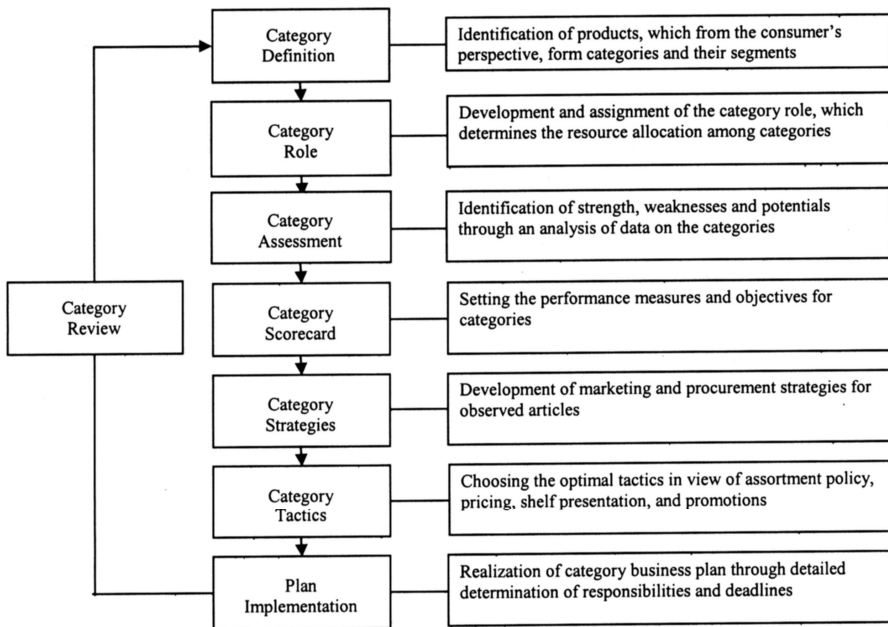 Category
Definition
Identification of products, which from the consumer's
perspective, form categories and their segments
Category
Role
Development and assignment of the category role, which
determines the resource allocation among categories
Category
Assessment
Identification of strength, weaknesses and potentials
through an analysis of data on the categories
Category
Review
Category
Scorecard
Setting the performance measures and objectives for
categories
Category
Strategies
Development of marketing and procurement strategies for
observed articles
Category
Tactics
Choosing the optimal tactics in view of assortment policy,
pricing, shelf presentation, and promotions
Plan
Implementation
Realization of category business plan through detailed
determination of responsibilities and deadlines